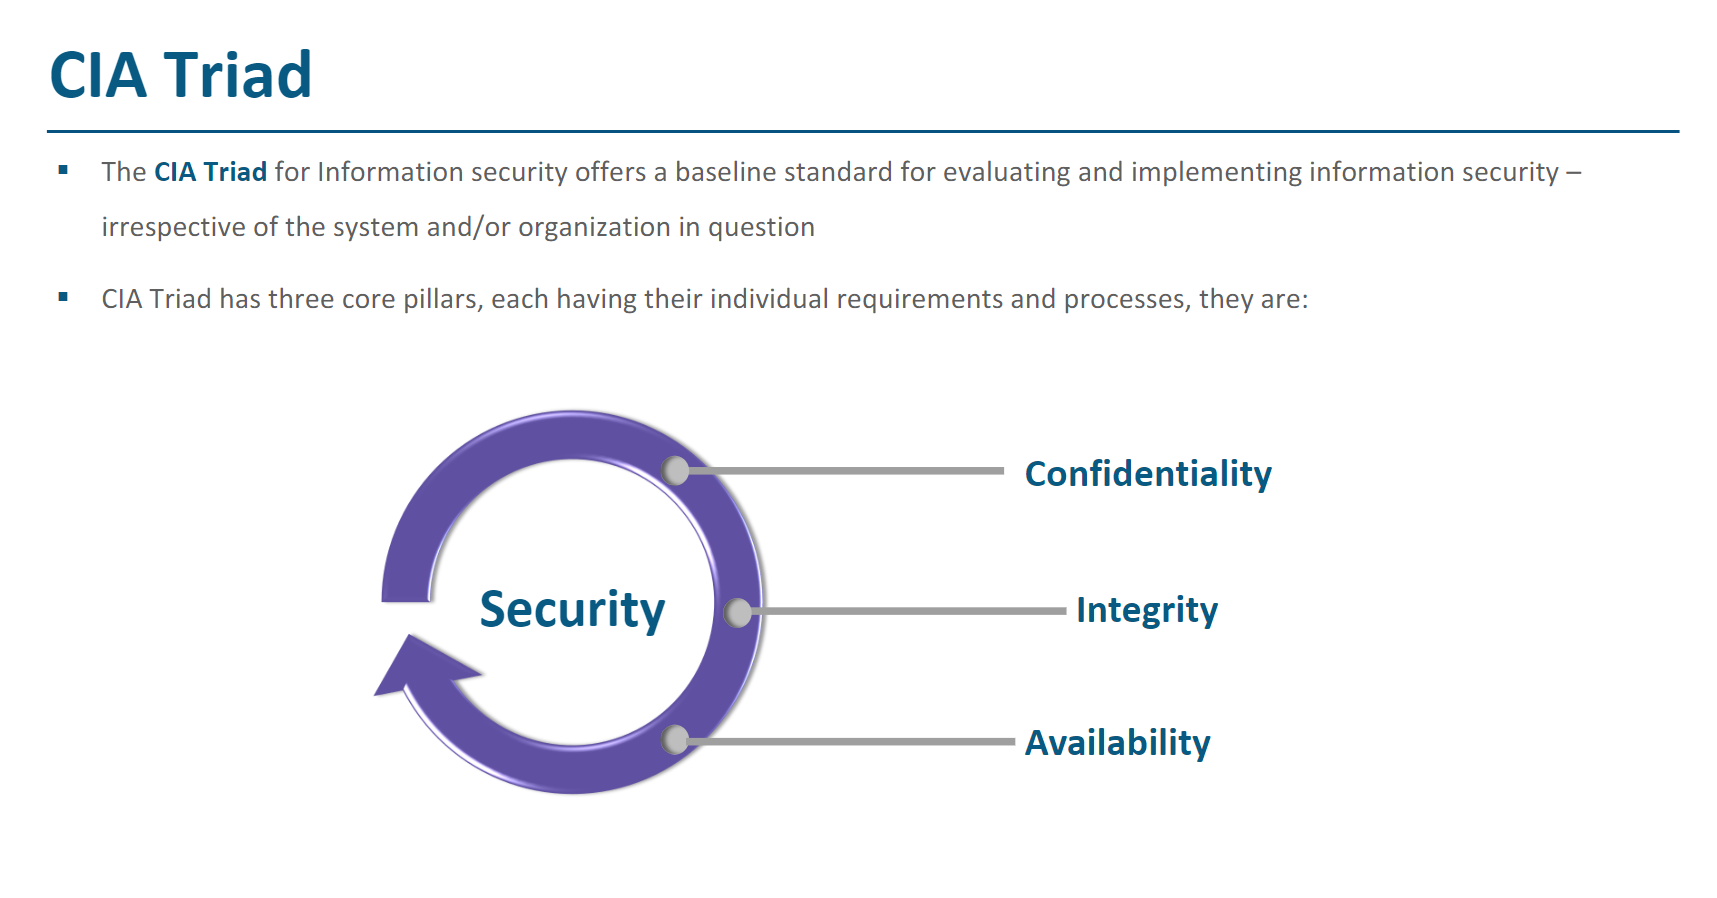 CIA Triad
▪ The CIA Triad for Information security offers a baseline standard for evaluating and implementing information security –
irrespective of the system and/or organization in question
▪ CIA Triad has three core pillars, each having their individual requirements and processes, they are:
Confidentiality
Security
Integrity
Availability